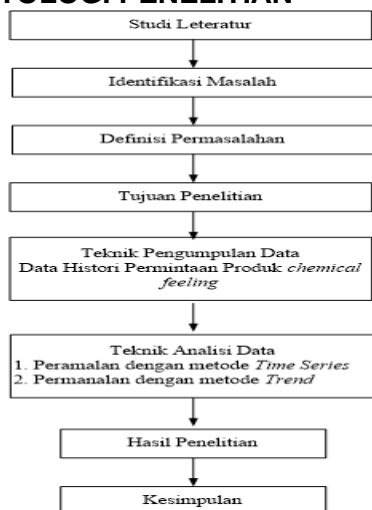 PENELITIAN
Studi Leteratur
Identifikasi Masalah
Definisi Permasalahan
Tujuan Penelitian
Teknik Pengumpulan Data
Data Histori Permintaan Produk chemical
feeling
Teknik Analisi Data
1. Peramalan dengan metode Time Series
2. Permanalan dengan metode Trend
Hasil Penelitian
Kesimpulan